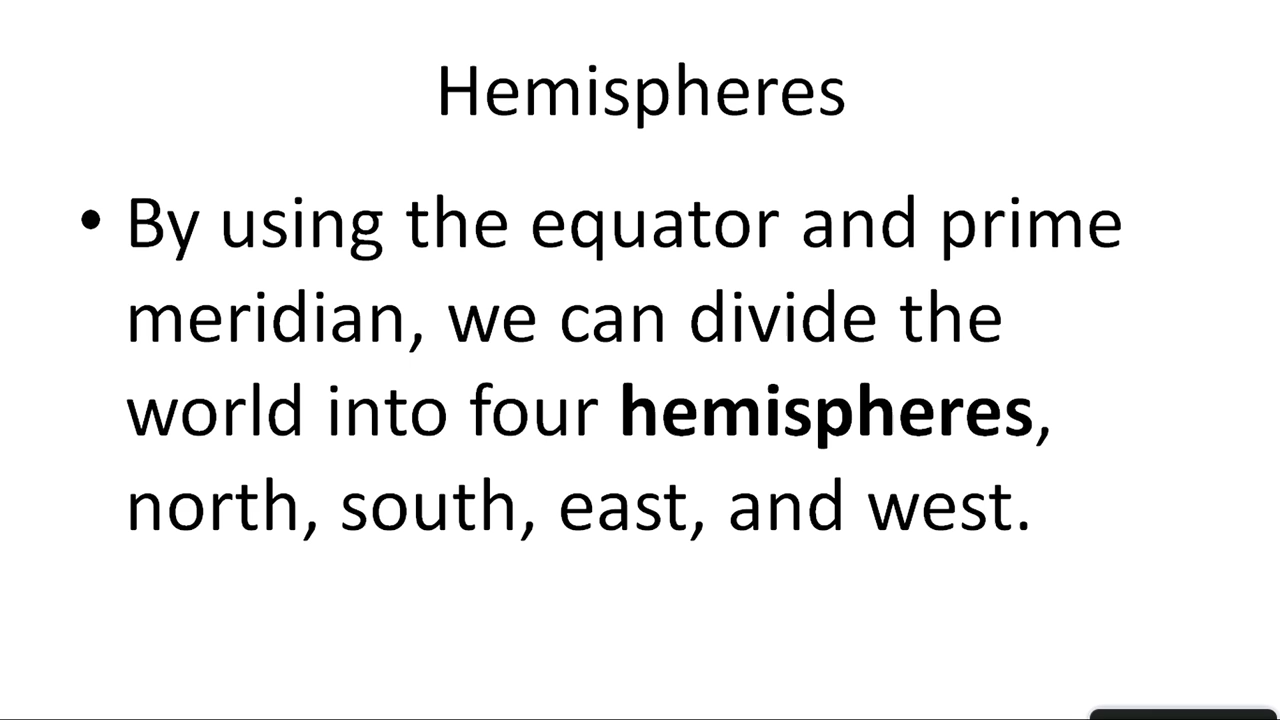 Hemispheres
• By using the equator and prime
meridian, we can divide the
world into four hemispheres,
north, south, east, and west.